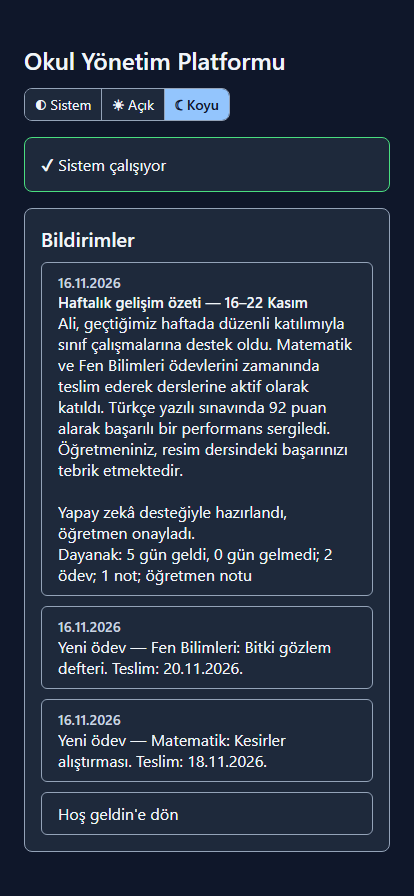 Okul Yönetim Platformu
◐ Sistem ☀ Açık ☾ Koyu
✓ Sistem çalışıyor
Bildirimler
16.11.2026
Haftalık gelişim özeti — 16–22 Kasım
Ali, geçtiğimiz haftada düzenli katılımıyla
sınıf çalışmalarına destek oldu. Matematik
ve Fen Bilimleri ödevlerini zamanında
teslim ederek derslerine aktif olarak
katıldı. Türkçe yazılı sınavında 92 puan
alarak başarılı bir performans sergiledi.
Öğretmeniniz, resim dersindeki başarınızı
tebrik etmektedir.
Yapay zekâ desteğiyle hazırlandı,
öğretmen onayladı.
Dayanak: 5 gün geldi, 0 gün gelmedi; 2
ödev; 1 not; öğretmen notu
16.11.2026
Yeni ödev — Fen Bilimleri: Bitki gözlem
defteri. Teslim: 20.11.2026.
16.11.2026
Yeni ödev — Matematik: Kesirler
alıştırması. Teslim: 18.11.2026.
Hoş geldin'e dön